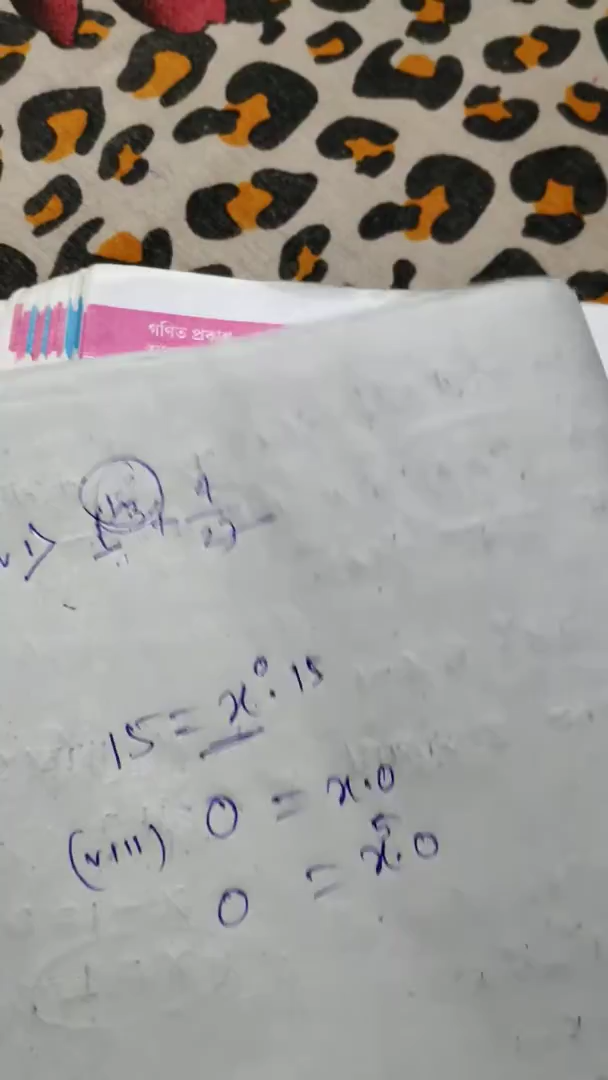 গণিত প্রকাশ
15 = x⁰.15
(viii) 0 = x.0
0 = x⁵.0